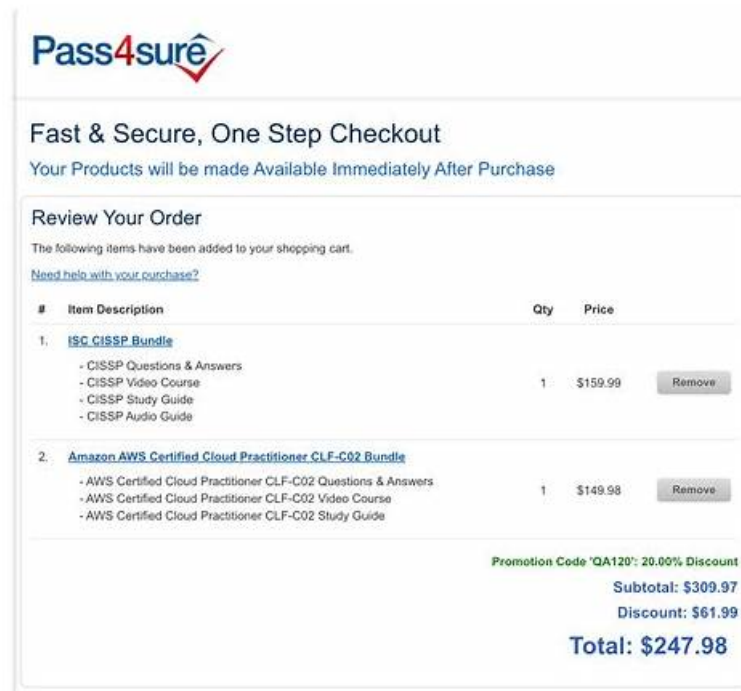 Pass4sure
Fast & Secure, One Step Checkout
Your Products will be made Available Immediately After Purchase
Review Your Order
The following items have been added to your shopping cart.
Need help with your purchase?
# Item Description Qty Price
1. ISC CISSP Bundle
- CISSP Questions & Answers
- CISSP Video Course
- CISSP Study Guide
- CISSP Audio Guide
1 $159.99 Remove
2. Amazon AWS Certified Cloud Practitioner CLF-C02 Bundle
- AWS Certified Cloud Practitioner CLF-C02 Questions & Answers
- AWS Certified Cloud Practitioner CLF-C02 Video Course
- AWS Certified Cloud Practitioner CLF-C02 Study Guide
1 $149.98 Remove
Promotion Code 'QA120': 20.00% Discount
Subtotal: $309.97
Discount: $61.99
Total: $247.98